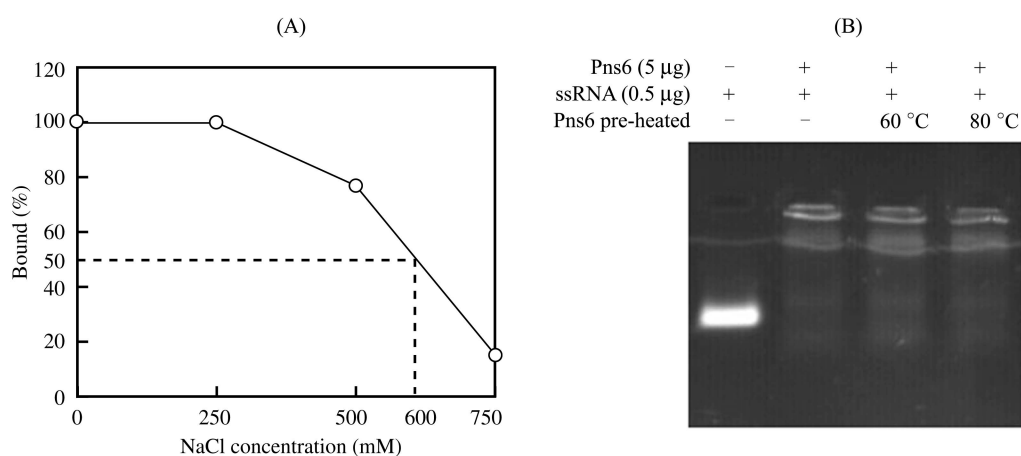 (A)
120
100
80
60
50
40
20
0
Bound (%)
0 250 500 600 750
NaCl concentration (mM)
(B)
Pns6 (5 μg) – + + +
ssRNA (0.5 μg) + + + +
Pns6 pre-heated – – 60 °C 80 °C